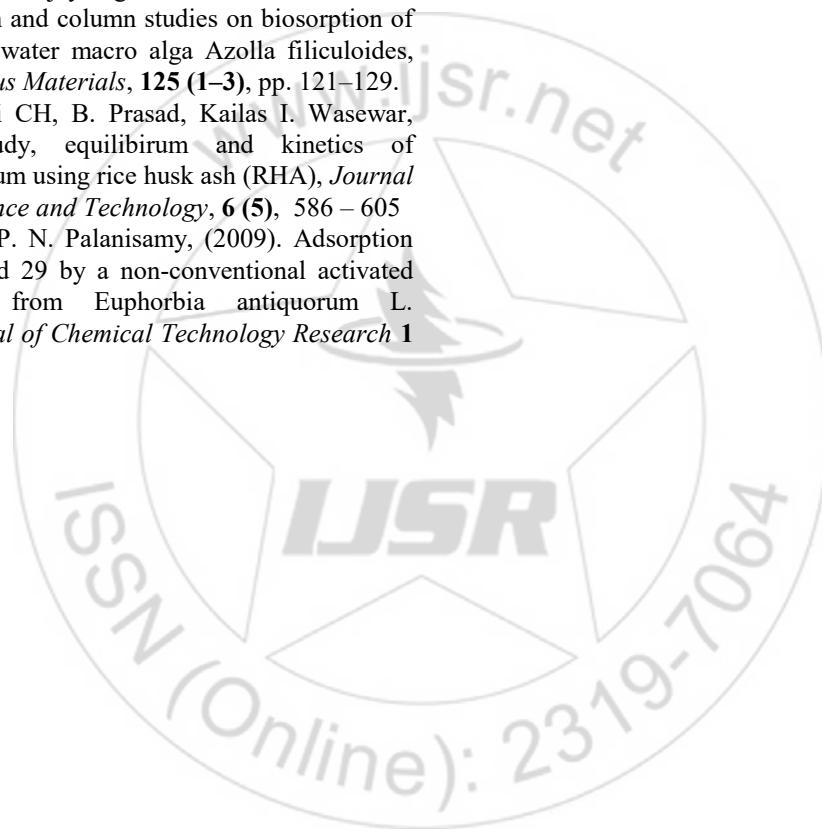 n and column studies on biosorption of
water macro alga Azolla filiculoides,
us Materials, 125 (1–3), pp. 121–129.
i CH, B. Prasad, Kailas I. Wasewar,
udy, equilibirum and kinetics of
um using rice husk ash (RHA), Journal
nce and Technology, 6 (5), 586 – 605
P. N. Palanisamy, (2009). Adsorption
d 29 by a non-conventional activated
from Euphorbia antiquorum L.
al of Chemical Technology Research 1
www.ijsr.net
IJSR
ISSN (Online): 2319-7064